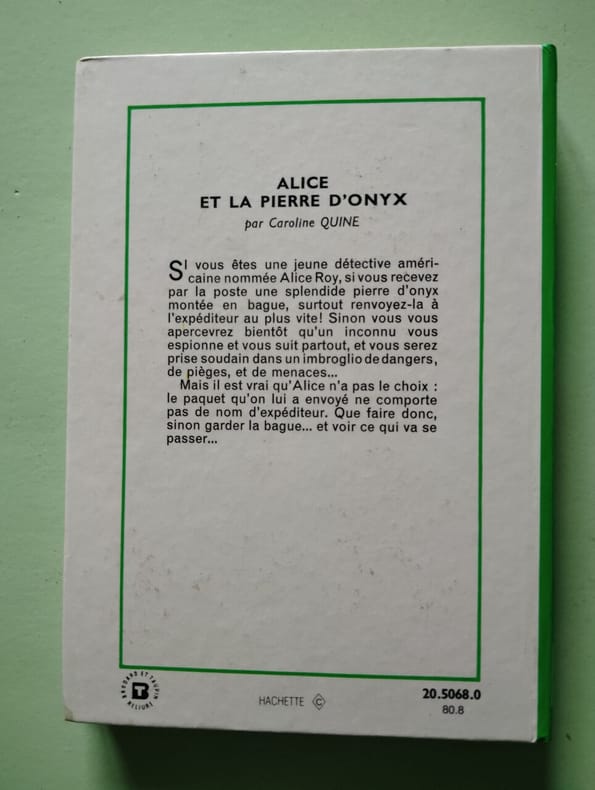 ALICE
ET LA PIERRE D'ONYX
par Caroline QUINE
SI vous êtes une jeune détective améri-
caine nommée Alice Roy, si vous recevez
par la poste une splendide pierre d'onyx
montée en bague, surtout renvoyez-la à
l'expéditeur au plus vite! Sinon vous vous
apercevrez bientôt qu'un inconnu vous
espionne et vous suit partout, et vous serez
prise soudain dans un imbroglio de dangers,
de pièges, et de menaces...
Mais il est vrai qu'Alice n'a pas le choix :
le paquet qu'on lui a envoyé ne comporte
pas de nom d'expéditeur. Que faire donc,
sinon garder la bague... et voir ce qui va se
passer...
BRODARD ET TAUPIN
RELIURE
HACHETTE C
20.5068.0
80.8